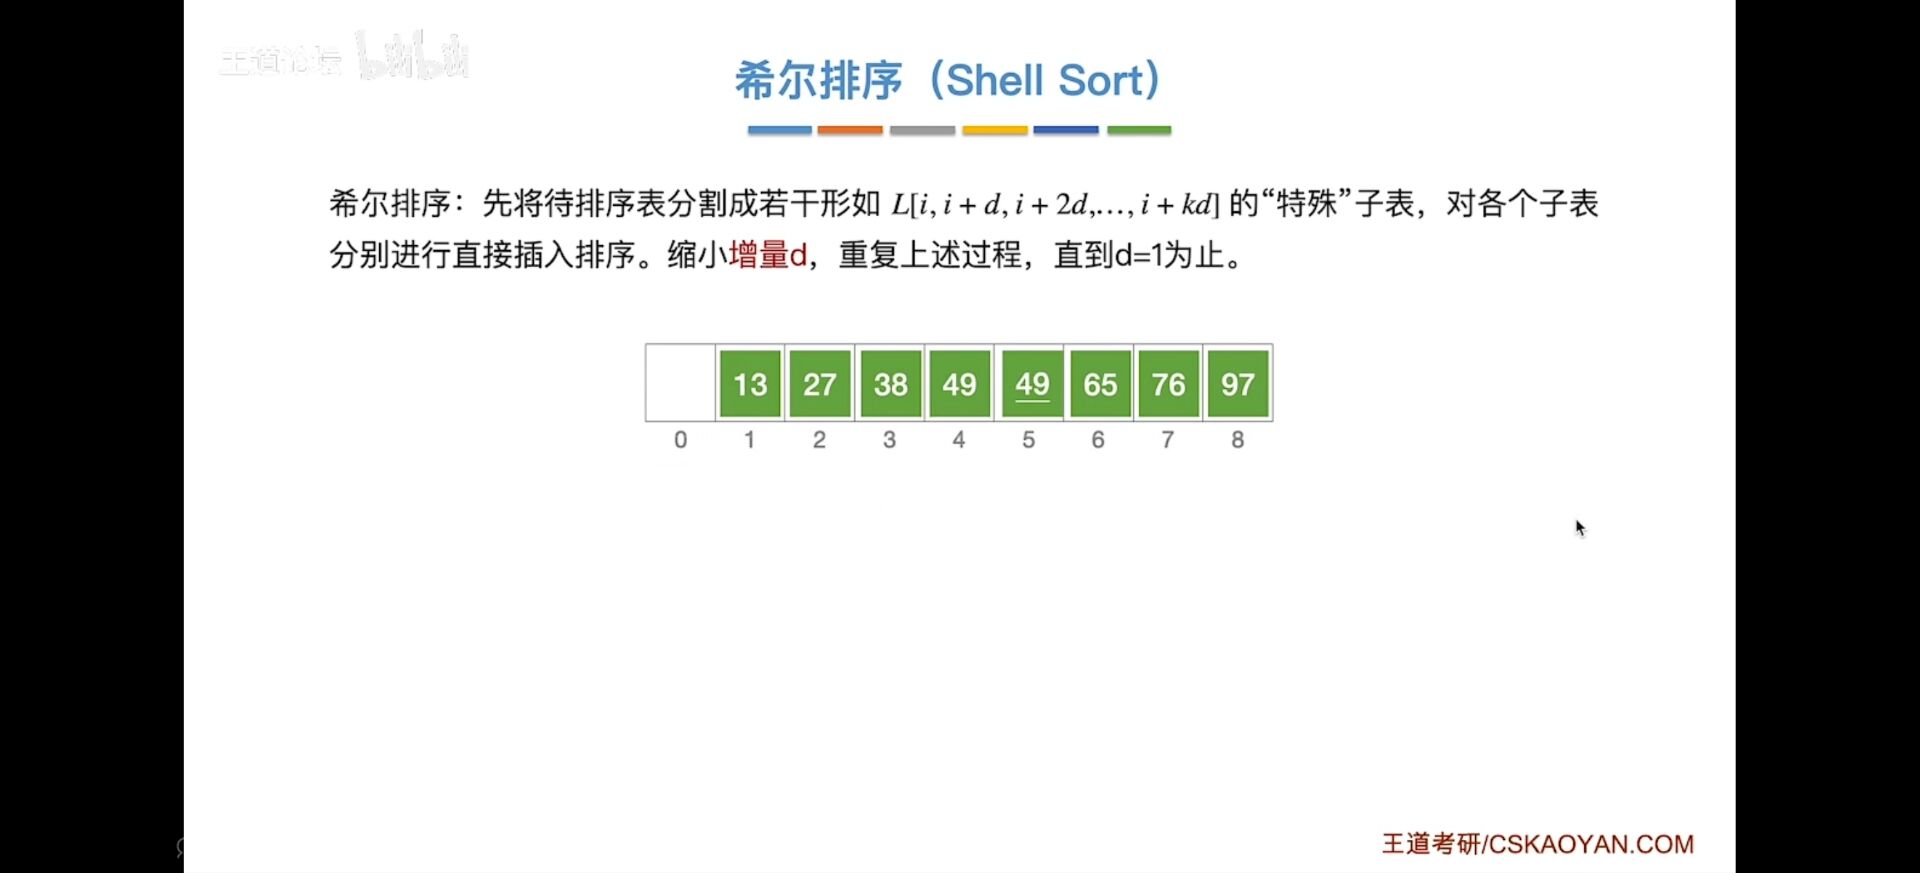 王道论坛 bilibili
希尔排序（Shell Sort）
希尔排序：先将待排序表分割成若干形如 L[i, i + d, i + 2d,…, i + kd] 的“特殊”子表，对各个子表
分别进行直接插入排序。缩小增量d，重复上述过程，直到d=1为止。
13 27 38 49 49 65 76 97
0 1 2 3 4 5 6 7 8
王道考研/CSKAOYAN.COM